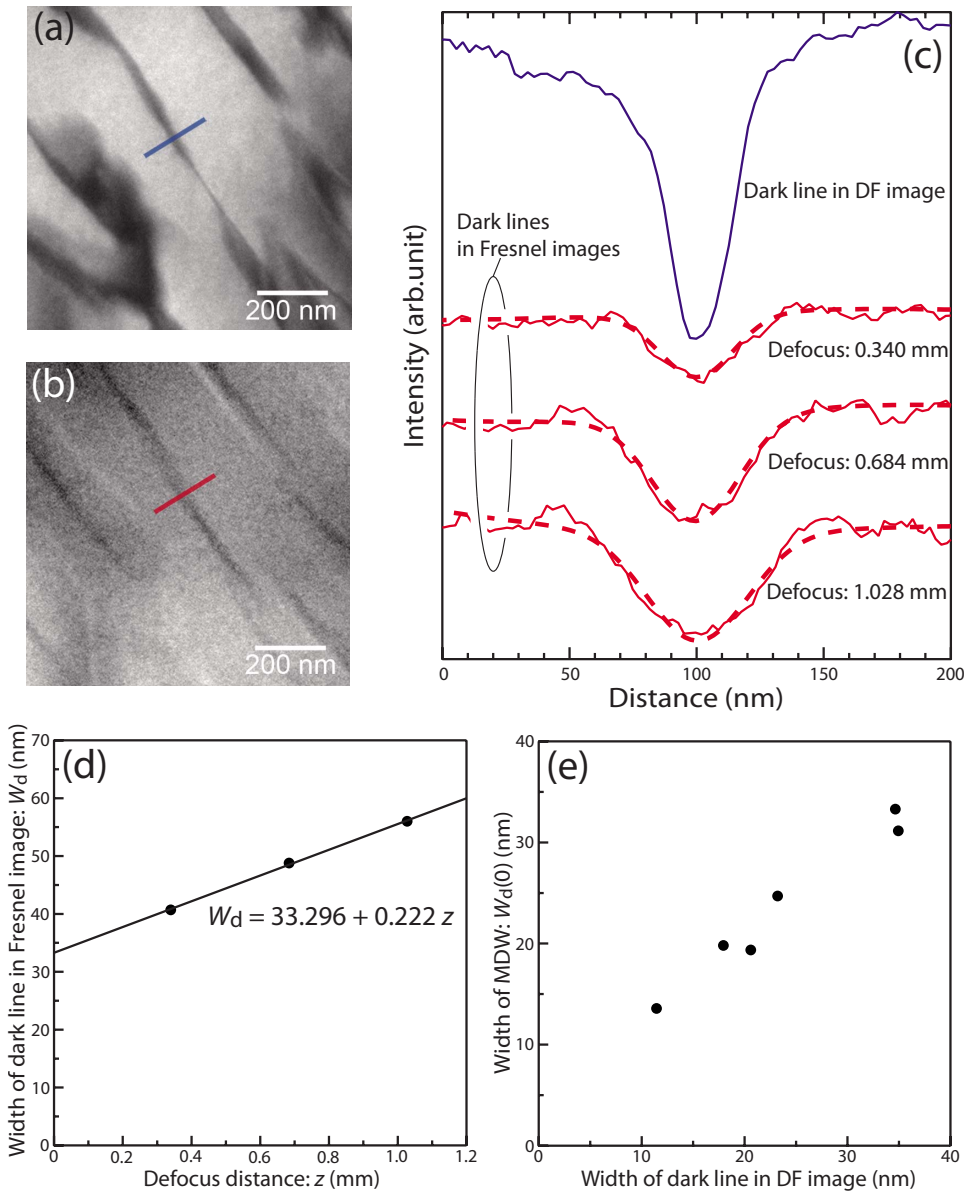 (a)
200 nm
(b)
200 nm
(c)
Dark line in DF image
Dark lines
in Fresnel images
Defocus: 0.340 mm
Defocus: 0.684 mm
Defocus: 1.028 mm
Intensity (arb.unit)
0 50 100 150 200
Distance (nm)
(d)
Width of dark line in Fresnel image: Wd (nm)
70
60
50
40
30
20
10
0
Wd = 33.296 + 0.222 z
0 0.2 0.4 0.6 0.8 1.0 1.2
Defocus distance: z (mm)
(e)
Width of MDW: Wd(0) (nm)
40
30
20
10
0
0 10 20 30 40
Width of dark line in DF image (nm)